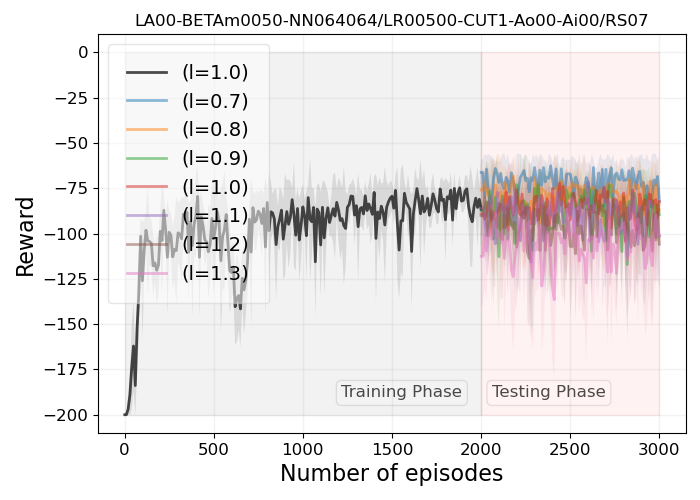 LA00-BETAm0050-NN064064/LR00500-CUT1-Ao00-Ai00/RS07
0
−25
−50
−75
−100
−125
−150
−175
−200
Reward
(l=1.0)
(l=0.7)
(l=0.8)
(l=0.9)
(l=1.0)
(l=1.1)
(l=1.2)
(l=1.3)
Training Phase
Testing Phase
0
500
1000
1500
2000
2500
3000
Number of episodes